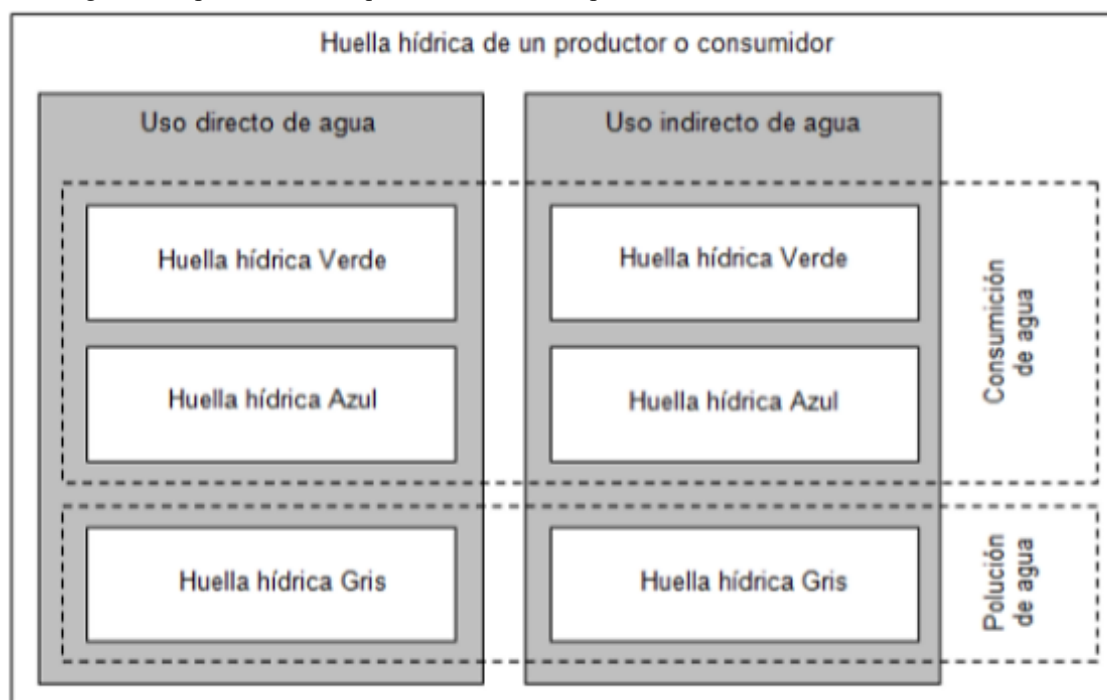 Huella hídrica de un productor o consumidor
Uso directo de agua
Uso indirecto de agua
Huella hídrica Verde
Huella hídrica Verde
Huella hídrica Azul
Huella hídrica Azul
Consumición
de agua
Huella hídrica Gris
Huella hídrica Gris
Polución
de agua